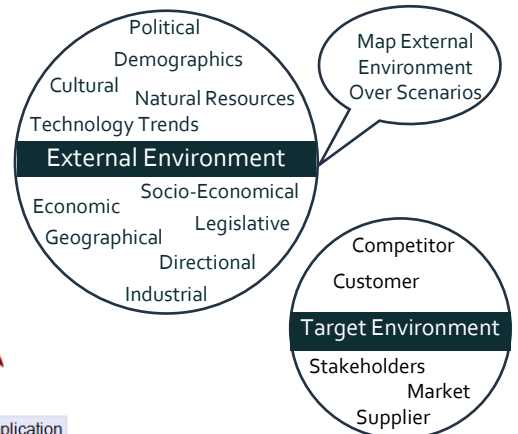 Political
Demographics
Cultural
Natural Resources
Technology Trends
External Environment
Socio-Economical
Economic
Legislative
Geographical
Directional
Industrial
Map External
Environment
Over Scenarios
Competitor
Customer
Target Environment
Stakeholders
Market
Supplier